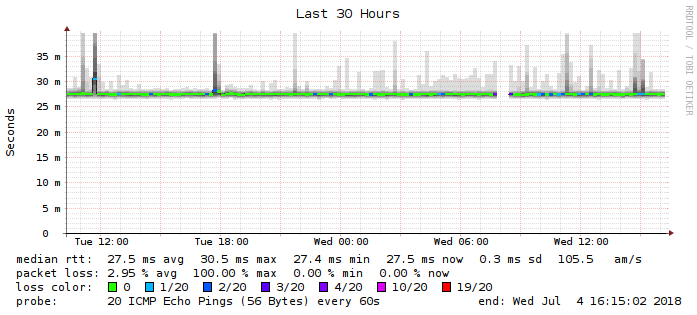 Last 30 Hours
RRDTOOL / TOBI OETIKER
Seconds
35 m
30 m
25 m
20 m
15 m
10 m
5 m
0
Tue 12:00 Tue 18:00 Wed 00:00 Wed 06:00 Wed 12:00
median rtt: 27.5 ms avg 30.5 ms max 27.4 ms min 27.5 ms now 0.3 ms sd 105.5 am/s
packet loss: 2.95 % avg 100.00 % max 0.00 % min 0.00 % now
loss color: 0 1/20 2/20 3/20 4/20 10/20 19/20
probe: 20 ICMP Echo Pings (56 Bytes) every 60s end: Wed Jul 4 16:15:02 2018